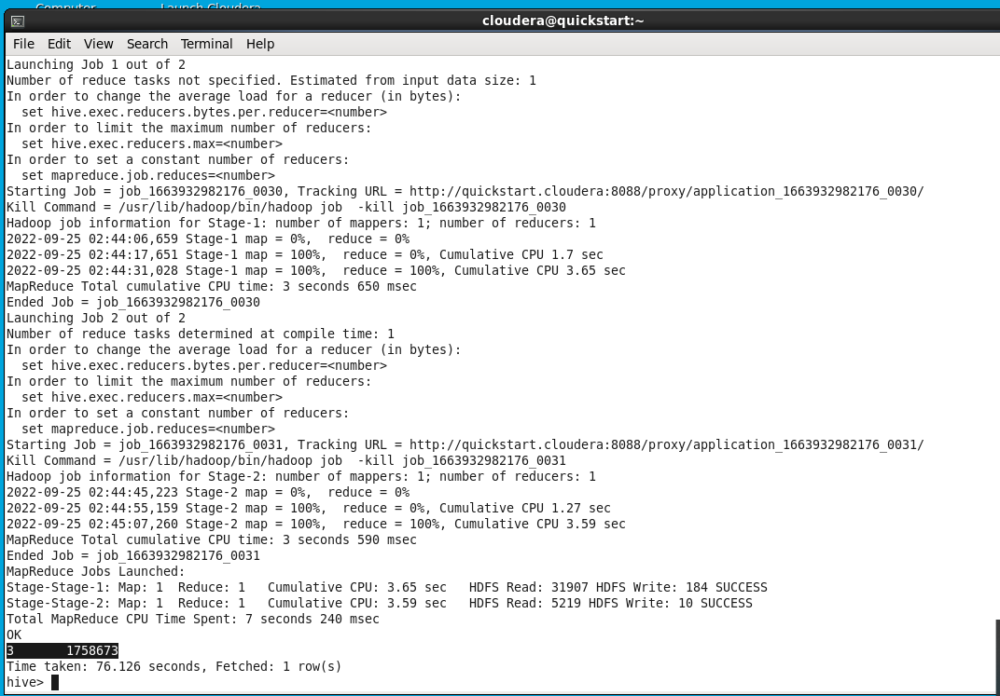 Computer Launch Cloudera
cloudera@quickstart:~
File Edit View Search Terminal Help
Launching Job 1 out of 2
Number of reduce tasks not specified. Estimated from input data size: 1
In order to change the average load for a reducer (in bytes):
  set hive.exec.reducers.bytes.per.reducer=<number>
In order to limit the maximum number of reducers:
  set hive.exec.reducers.max=<number>
In order to set a constant number of reducers:
  set mapreduce.job.reduces=<number>
Starting Job = job_1663932982176_0030, Tracking URL = http://quickstart.cloudera:8088/proxy/application_1663932982176_0030/
Kill Command = /usr/lib/hadoop/bin/hadoop job  -kill job_1663932982176_0030
Hadoop job information for Stage-1: number of mappers: 1; number of reducers: 1
2022-09-25 02:44:06,659 Stage-1 map = 0%,  reduce = 0%
2022-09-25 02:44:17,651 Stage-1 map = 100%,  reduce = 0%, Cumulative CPU 1.7 sec
2022-09-25 02:44:31,028 Stage-1 map = 100%,  reduce = 100%, Cumulative CPU 3.65 sec
MapReduce Total cumulative CPU time: 3 seconds 650 msec
Ended Job = job_1663932982176_0030
Launching Job 2 out of 2
Number of reduce tasks determined at compile time: 1
In order to change the average load for a reducer (in bytes):
  set hive.exec.reducers.bytes.per.reducer=<number>
In order to limit the maximum number of reducers:
  set hive.exec.reducers.max=<number>
In order to set a constant number of reducers:
  set mapreduce.job.reduces=<number>
Starting Job = job_1663932982176_0031, Tracking URL = http://quickstart.cloudera:8088/proxy/application_1663932982176_0031/
Kill Command = /usr/lib/hadoop/bin/hadoop job  -kill job_1663932982176_0031
Hadoop job information for Stage-2: number of mappers: 1; number of reducers: 1
2022-09-25 02:44:45,223 Stage-2 map = 0%,  reduce = 0%
2022-09-25 02:44:55,159 Stage-2 map = 100%,  reduce = 0%, Cumulative CPU 1.27 sec
2022-09-25 02:45:07,260 Stage-2 map = 100%,  reduce = 100%, Cumulative CPU 3.59 sec
MapReduce Total cumulative CPU time: 3 seconds 590 msec
Ended Job = job_1663932982176_0031
MapReduce Jobs Launched:
Stage-Stage-1: Map: 1  Reduce: 1   Cumulative CPU: 3.65 sec   HDFS Read: 31907 HDFS Write: 184 SUCCESS
Stage-Stage-2: Map: 1  Reduce: 1   Cumulative CPU: 3.59 sec   HDFS Read: 5219 HDFS Write: 10 SUCCESS
Total MapReduce CPU Time Spent: 7 seconds 240 msec
OK
3       1758673
Time taken: 76.126 seconds, Fetched: 1 row(s)
hive>